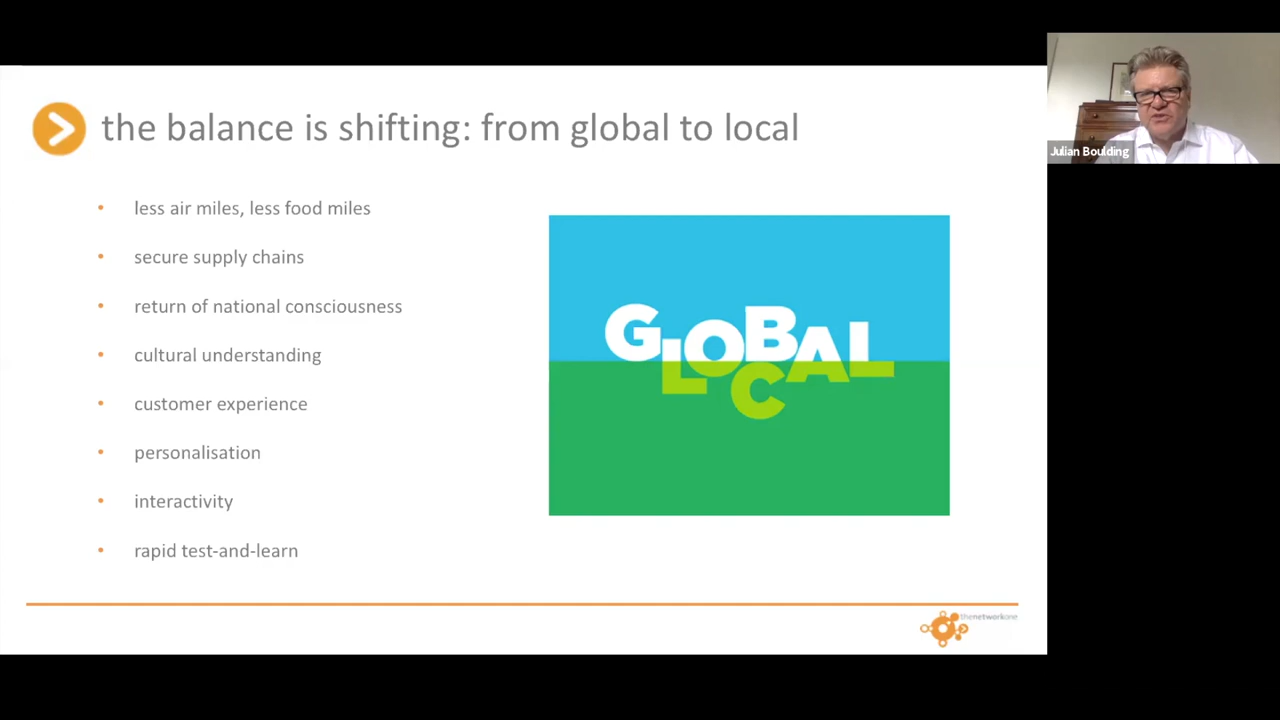 the balance is shifting: from global to local
Julian Boulding
less air miles, less food miles
secure supply chains
return of national consciousness
cultural understanding
customer experience
personalisation
interactivity
rapid test-and-learn
GLOBAL
LOCAL
thenetworkone